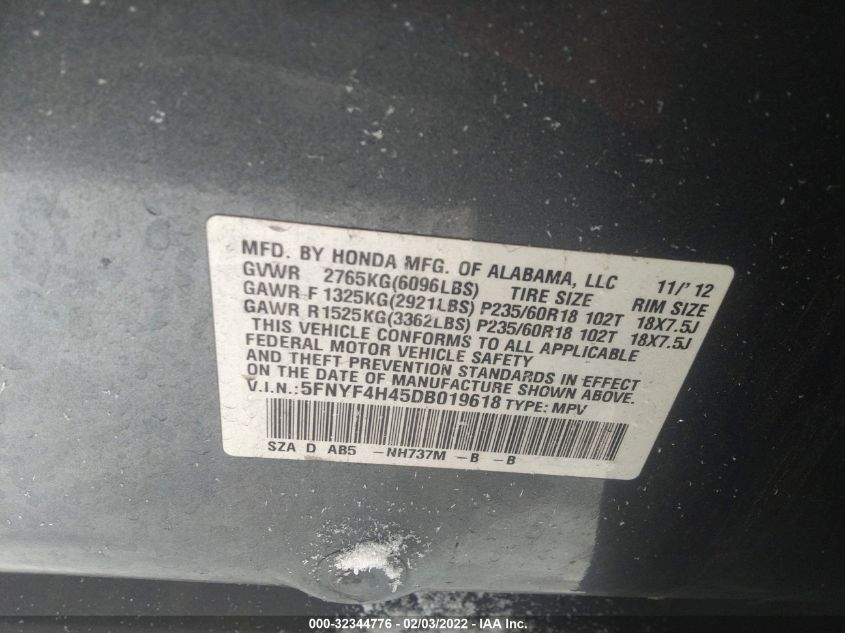 MFD. BY HONDA MFG. OF ALABAMA, LLC 11/' 12
GVWR 2765KG(6096LBS) TIRE SIZE RIM SIZE
GAWR F 1325KG(2921LBS) P235/60R18 102T 18X7.5J
GAWR R1525KG(3362LBS) P235/60R18 102T 18X7.5J
THIS VEHICLE CONFORMS TO ALL APPLICABLE
FEDERAL MOTOR VEHICLE SAFETY
AND THEFT PREVENTION STANDARDS IN EFFECT
ON THE DATE OF MANUFACTURE SHOWN ABOVE.
V.I.N.:5FNYF4H45DB019618 TYPE: MPV
SZA D AB5 -NH737M -B -B
000-32344776 - 02/03/2022 - IAA Inc.